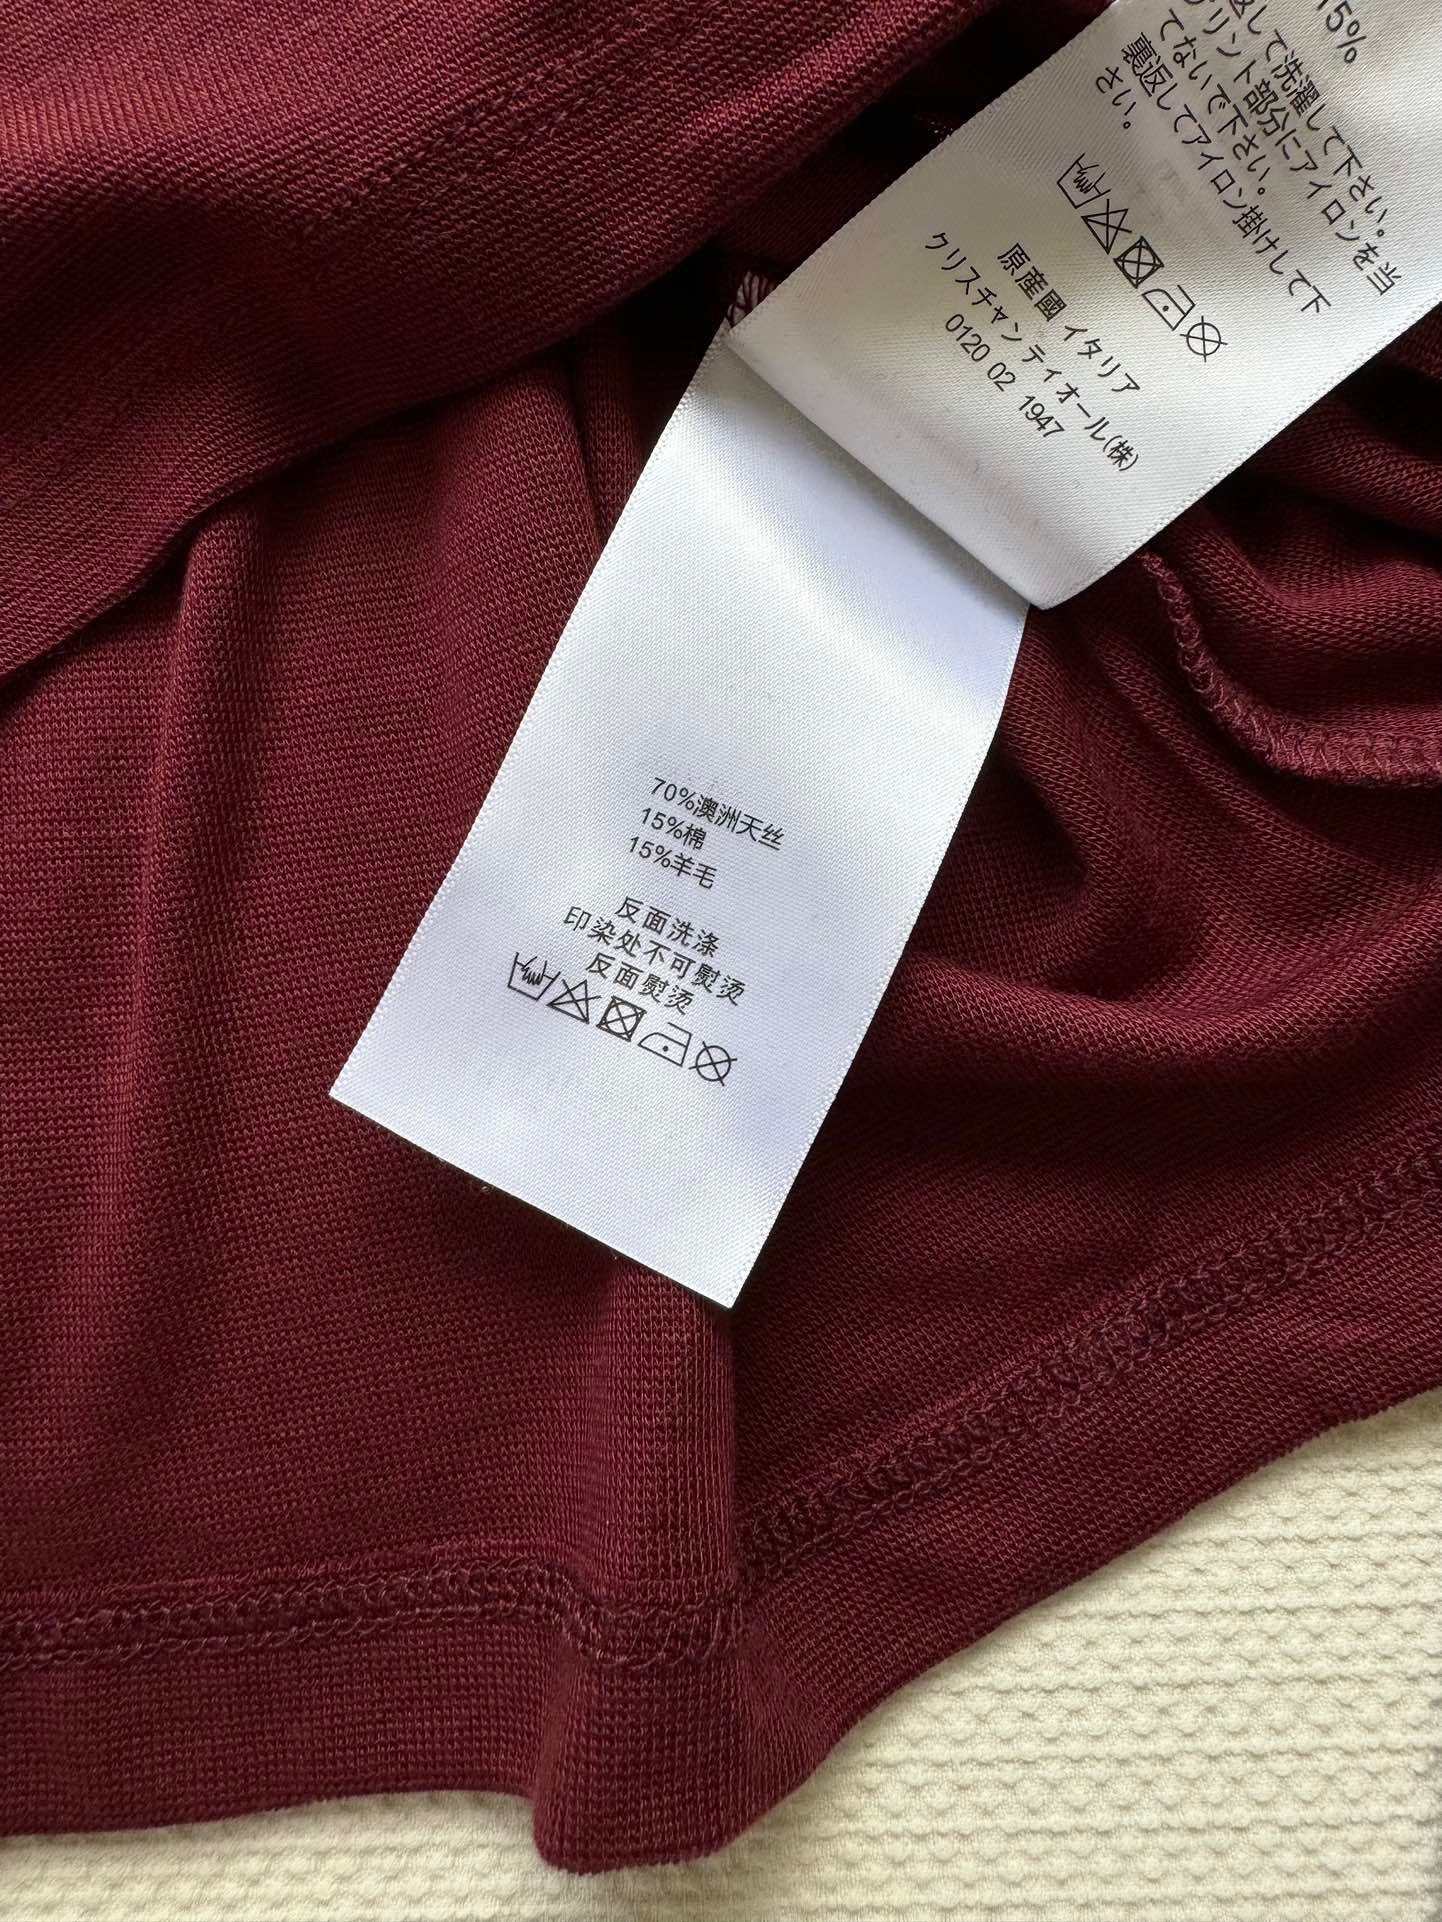 15%
返して洗濯して下さい。
プリント部分にアイロンを当
てないで下さい。
裏返してアイロン掛けして下
さい。
原産國 イタリア
クリスチャンディオール(株)
0120 02 1947
70%澳洲天丝
15%棉
15%羊毛
反面洗涤
印染处不可熨烫
反面熨烫